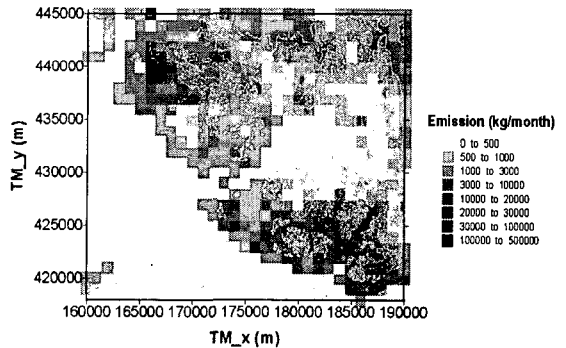 445000
440000
435000
430000
425000
420000
TM_y (m)
160000 165000 170000 175000 180000 185000 190000
TM_x (m)
Emission (kg/month)
0 to 500
500 to 1000
1000 to 3000
3000 to 10000
10000 to 20000
20000 to 30000
30000 to 100000
100000 to 500000